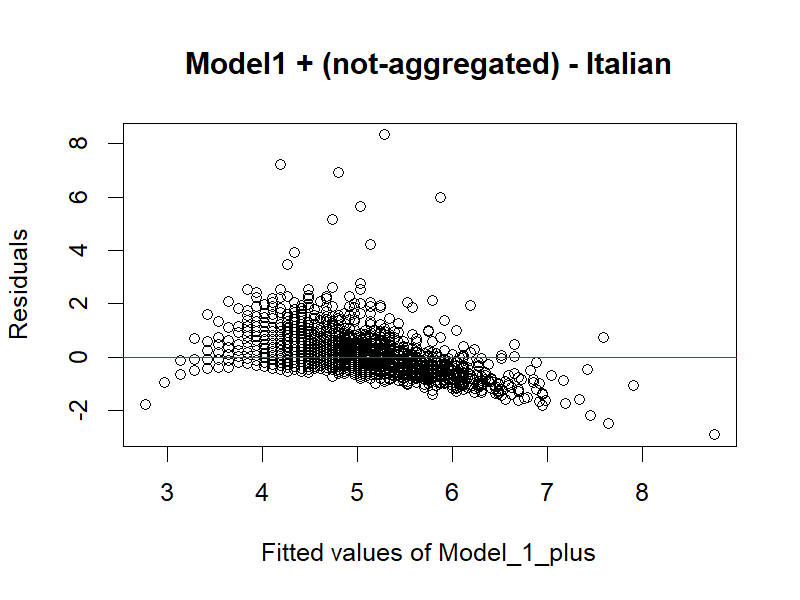 Model1 + (not-aggregated) - Italian
Residuals
8
6
4
2
0
-2
3 4 5 6 7 8
Fitted values of Model_1_plus